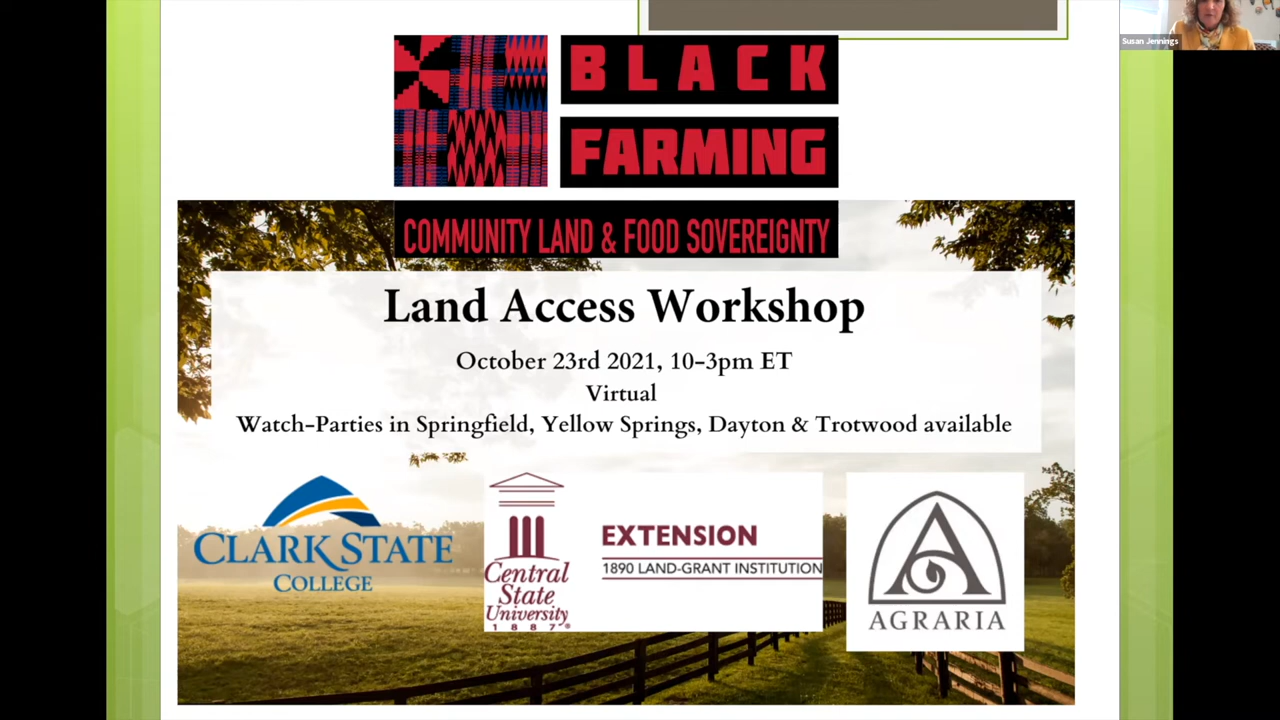 Susan Jennings
BLACK
FARMING
COMMUNITY LAND & FOOD SOVEREIGNTY
Land Access Workshop
October 23rd 2021, 10-3pm ET
Virtual
Watch-Parties in Springfield, Yellow Springs, Dayton & Trotwood available
CLARK STATE
COLLEGE
Central
State
University
1887®
EXTENSION
1890 LAND-GRANT INSTITUTION
AGRARIA